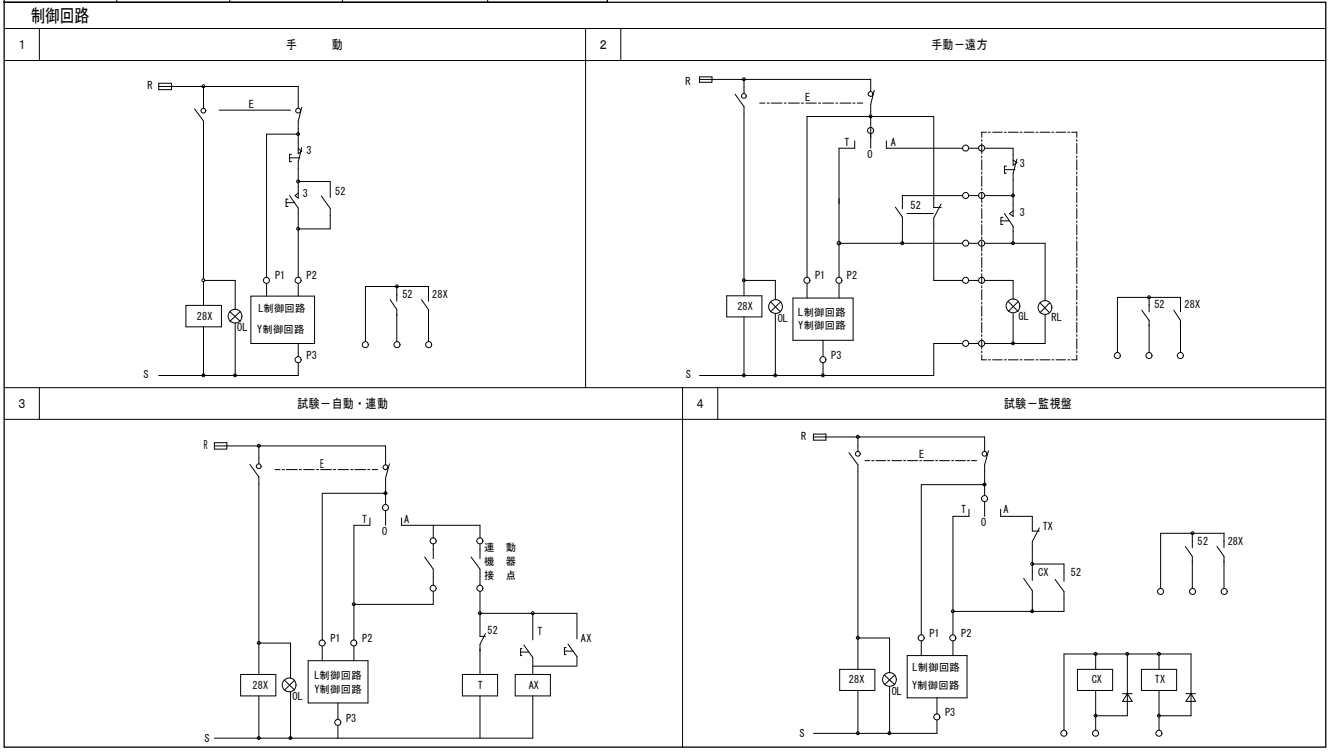 制御回路
1 手 動
2 手動－遠方
R
E
3
3
52
P1 P2
28X
OL
L制御回路
Y制御回路
P3
S
52 28X
R
E
T A
O
3
52
3
P1 P2
28X
OL
L制御回路
Y制御回路
P3
GL
RL
S
52 28X
3 試験－自動・連動
4 試験－監視盤
R
E
T A
O
連 動
機 器
接 点
52
T
AX
P1 P2
28X
OL
L制御回路
Y制御回路
T
AX
P3
S
R
E
T A
O
TX
CX 52
P1 P2
28X
OL
L制御回路
Y制御回路
P3
S
52 28X
CX
TX